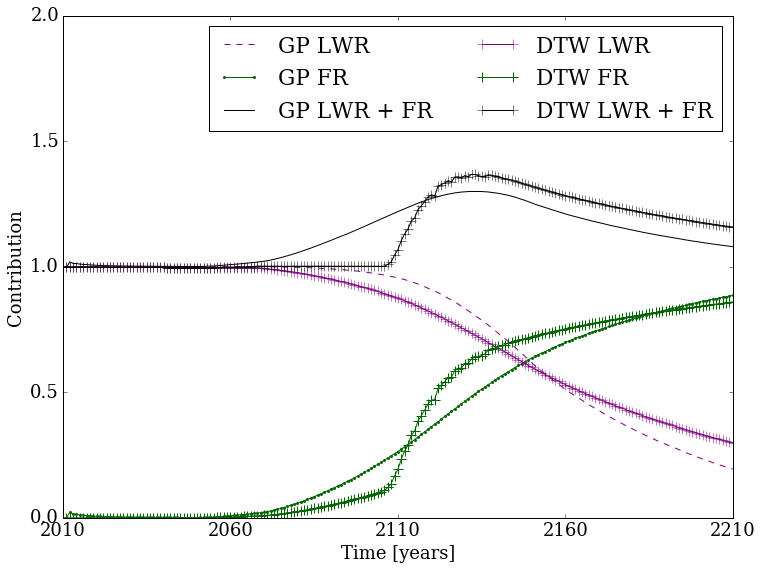 2.0
GP LWR
DTW LWR
GP FR
DTW FR
GP LWR + FR
DTW LWR + FR
1.5
1.0
Contribution
0.5
0.0
2010
2060
2110
2160
2210
Time [years]